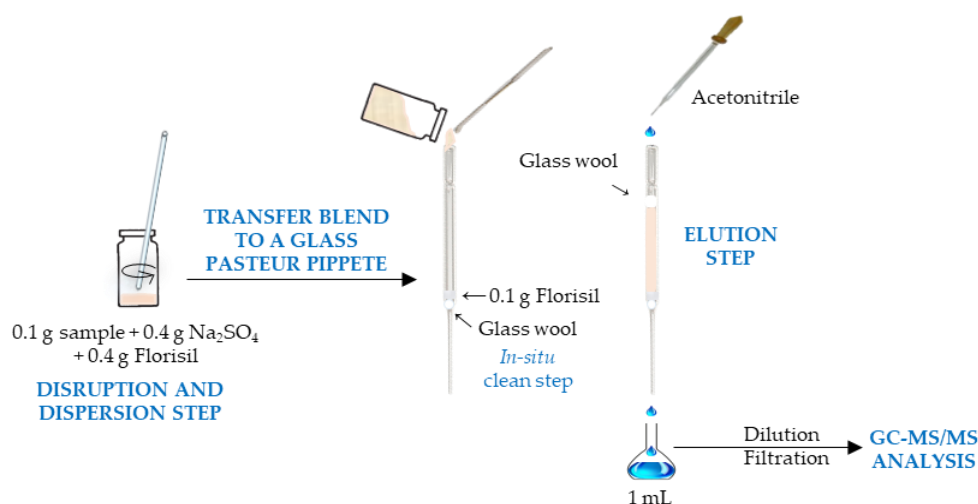 0.1 g sample + 0.4 g Na₂SO₄
+ 0.4 g Florisil
DISRUPTION AND
DISPERSION STEP
TRANSFER BLEND
TO A GLASS
PASTEUR PIPPETE
0.1 g Florisil
Glass wool
In-situ
clean step
Acetonitrile
Glass wool
ELUTION
STEP
1 mL
Dilution
Filtration
GC-MS/MS
ANALYSIS